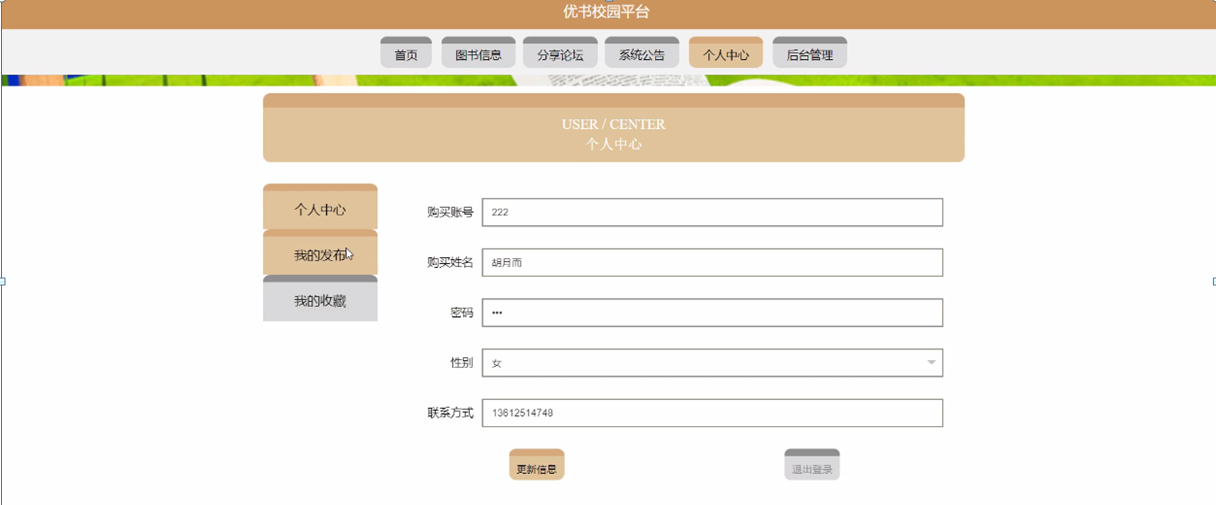 优书校园平台
首页 图书信息 分享论坛 系统公告 个人中心 后台管理
USER / CENTER
个人中心
个人中心
我的发布
我的收藏
购买账号 222
购买姓名 胡月而
密码 •••
性别 女
联系方式 13612514748
更新信息 退出登录